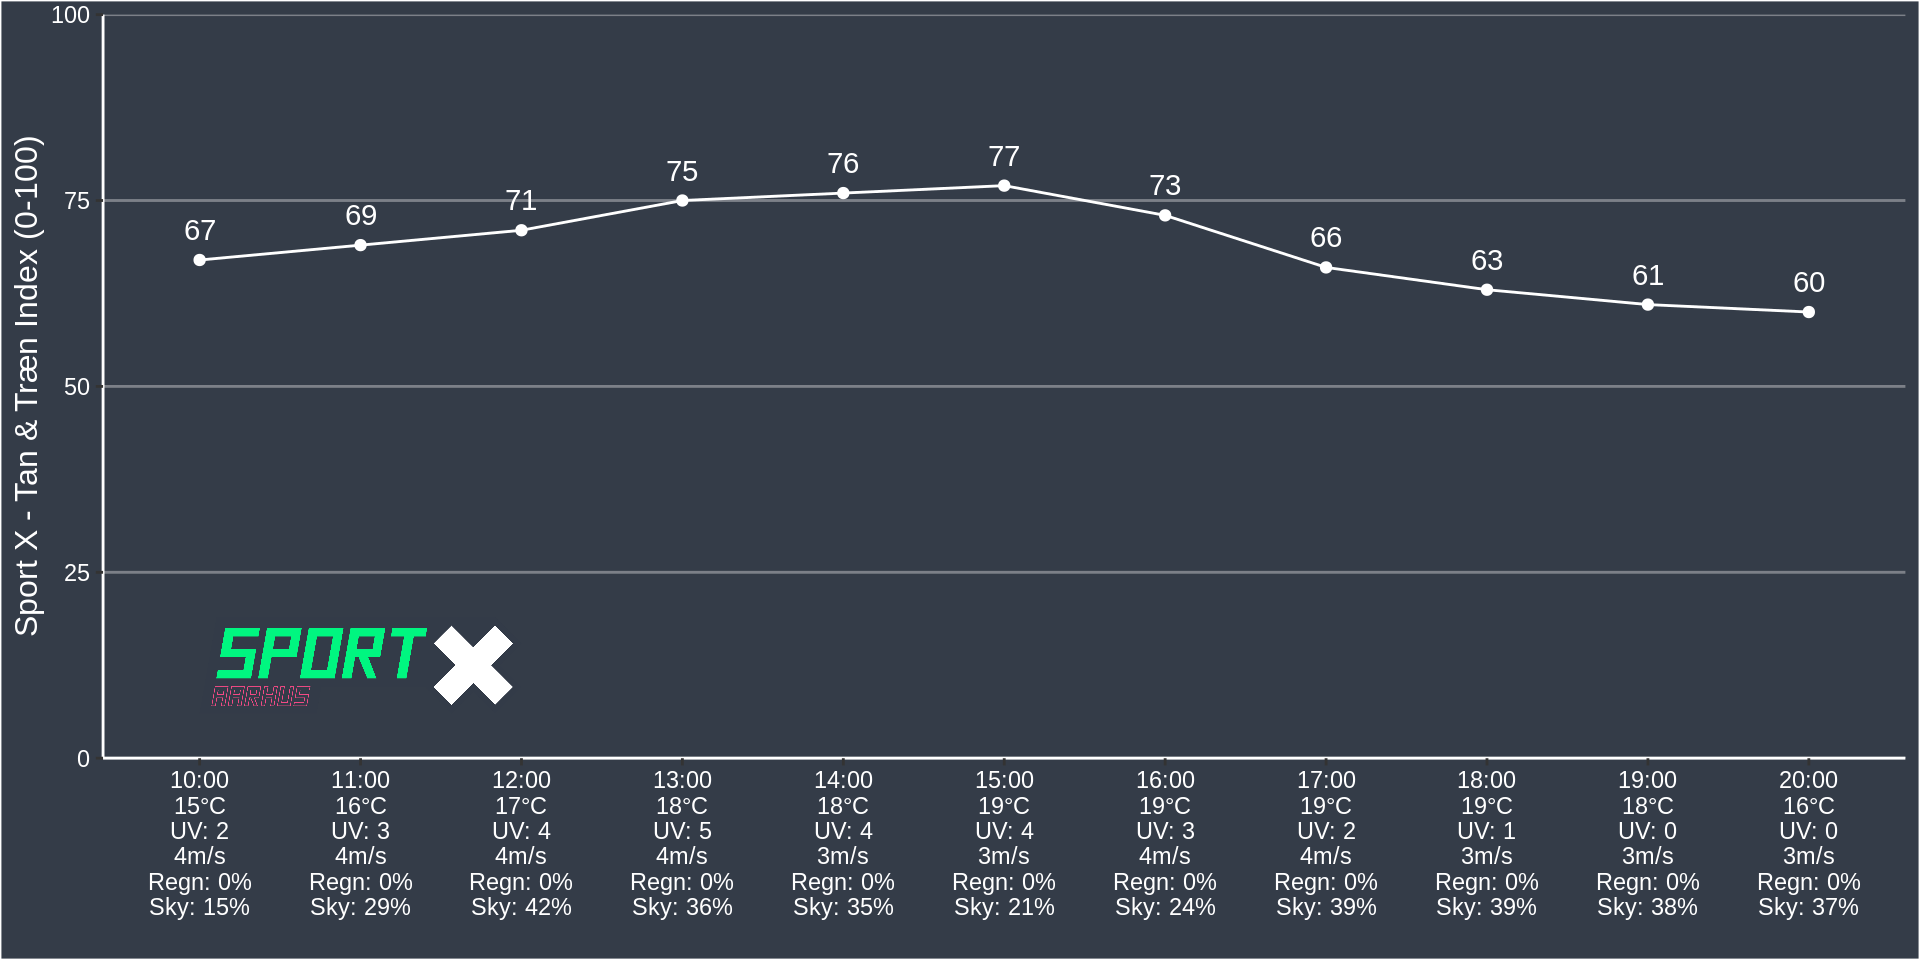 Sport X - Tan & Træn Index (0-100)
100
75
50
25
0
67
69
71
75
76
77
73
66
63
61
60
SPORT X
AARHUS
10:00 11:00 12:00 13:00 14:00 15:00 16:00 17:00 18:00 19:00 20:00
15°C 16°C 17°C 18°C 18°C 19°C 19°C 19°C 19°C 18°C 16°C
UV: 2 UV: 3 UV: 4 UV: 5 UV: 4 UV: 4 UV: 3 UV: 2 UV: 1 UV: 0 UV: 0
4m/s 4m/s 4m/s 4m/s 3m/s 3m/s 4m/s 4m/s 3m/s 3m/s 3m/s
Regn: 0% Regn: 0% Regn: 0% Regn: 0% Regn: 0% Regn: 0% Regn: 0% Regn: 0% Regn: 0% Regn: 0% Regn: 0%
Sky: 15% Sky: 29% Sky: 42% Sky: 36% Sky: 35% Sky: 21% Sky: 24% Sky: 39% Sky: 39% Sky: 38% Sky: 37%